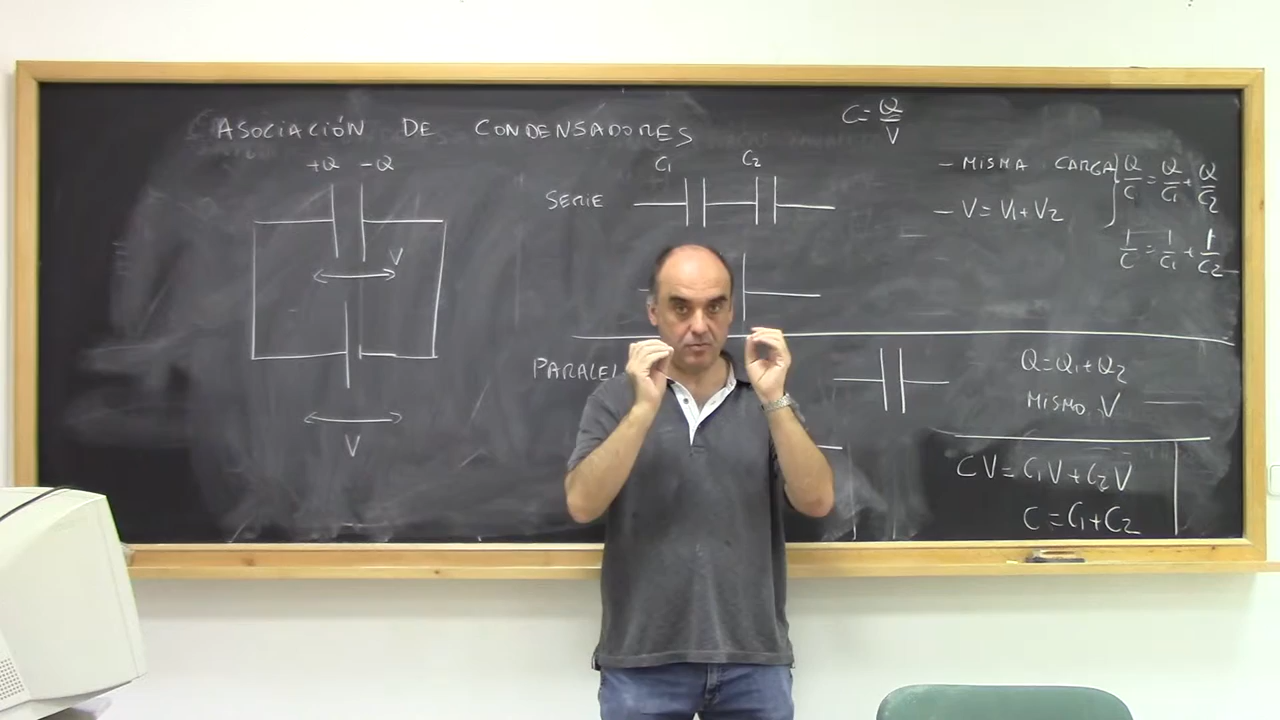 ASOCIACIÓN DE CONDENSADORES
C = Q/V
+Q -Q
V
V
SERIE
C1 C2
- MISMA CARGA
- V = V1 + V2
Q/C = Q/C1 + Q/C2
1/C = 1/C1 + 1/C2
Q = Q1 + Q2
MISMO V
CV = C1V + C2V
C = C1 + C2